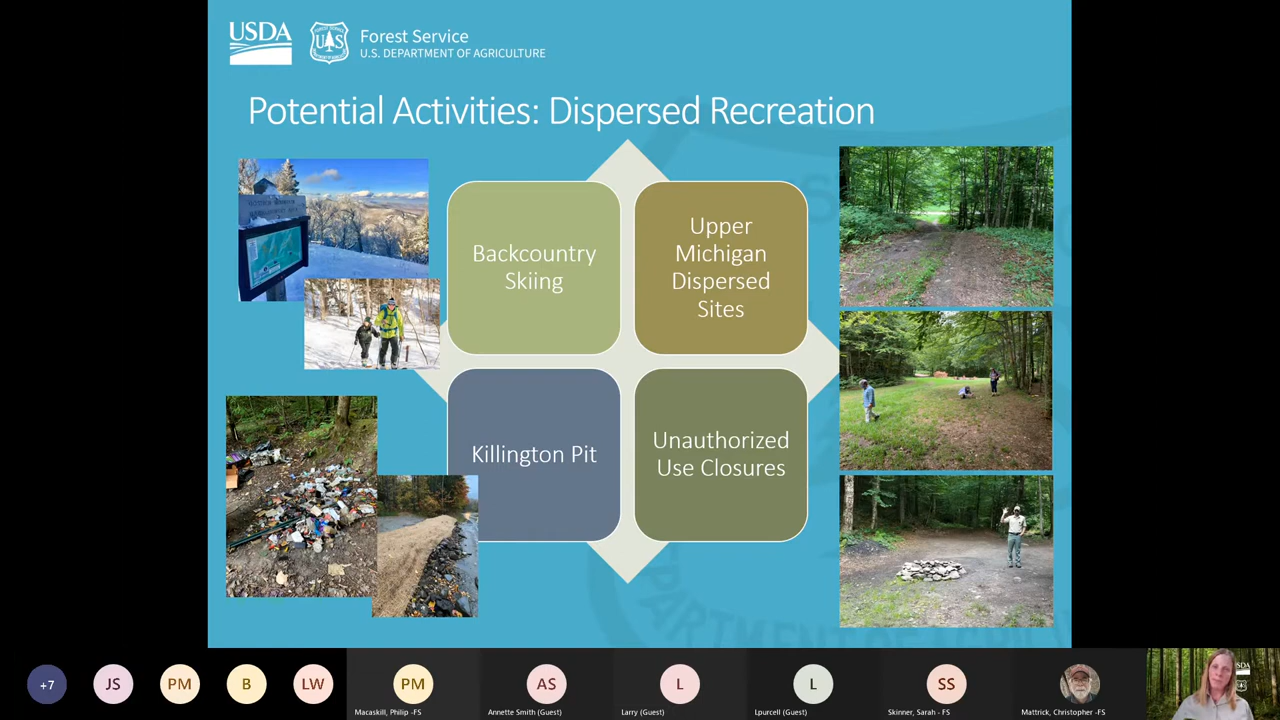 USDA
Forest Service
U.S. DEPARTMENT OF AGRICULTURE
Potential Activities: Dispersed Recreation
Backcountry
Skiing
Upper
Michigan
Dispersed
Sites
Killington Pit
Unauthorized
Use Closures
+7
JS
PM
B
LW
PM
AS
L
L
SS
Macaskill, Philip -FS
Annette Smith (Guest)
Larry (Guest)
Lpurcell (Guest)
Skinner, Sarah - FS
Mattrick, Christopher -FS